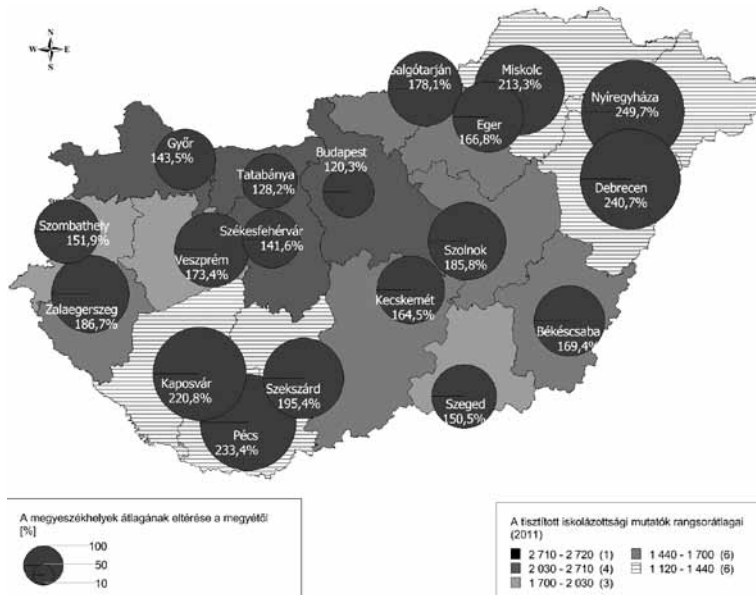 N
W E
S
Salgótarján
178,1%
Miskolc
213,3%
Nyíregyháza
249,7%
Eger
166,8%
Győr
143,5%
Budapest
120,3%
Tatabánya
128,2%
Debrecen
240,7%
Szombathely
151,9%
Székesfehérvár
141,6%
Veszprém
173,4%
Szolnok
185,8%
Zalaegerszeg
186,7%
Kecskemét
164,5%
Békéscsaba
169,4%
Kaposvár
220,8%
Szekszárd
195,4%
Szeged
150,5%
Pécs
233,4%
A megyeszékhelyek átlagának eltérése a megyétől
[%]
100
50
10
A tisztított iskolázottsági mutatók rangsorátlagai
(2011)
2 710 - 2 720 (1)
2 030 - 2 710 (4)
1 700 - 2 030 (3)
1 440 - 1 700 (6)
1 120 - 1 440 (6)